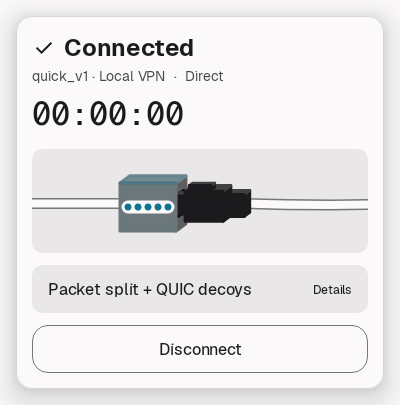 Connected
quick_v1 · Local VPN · Direct
00:00:00
Packet split + QUIC decoys Details
Disconnect